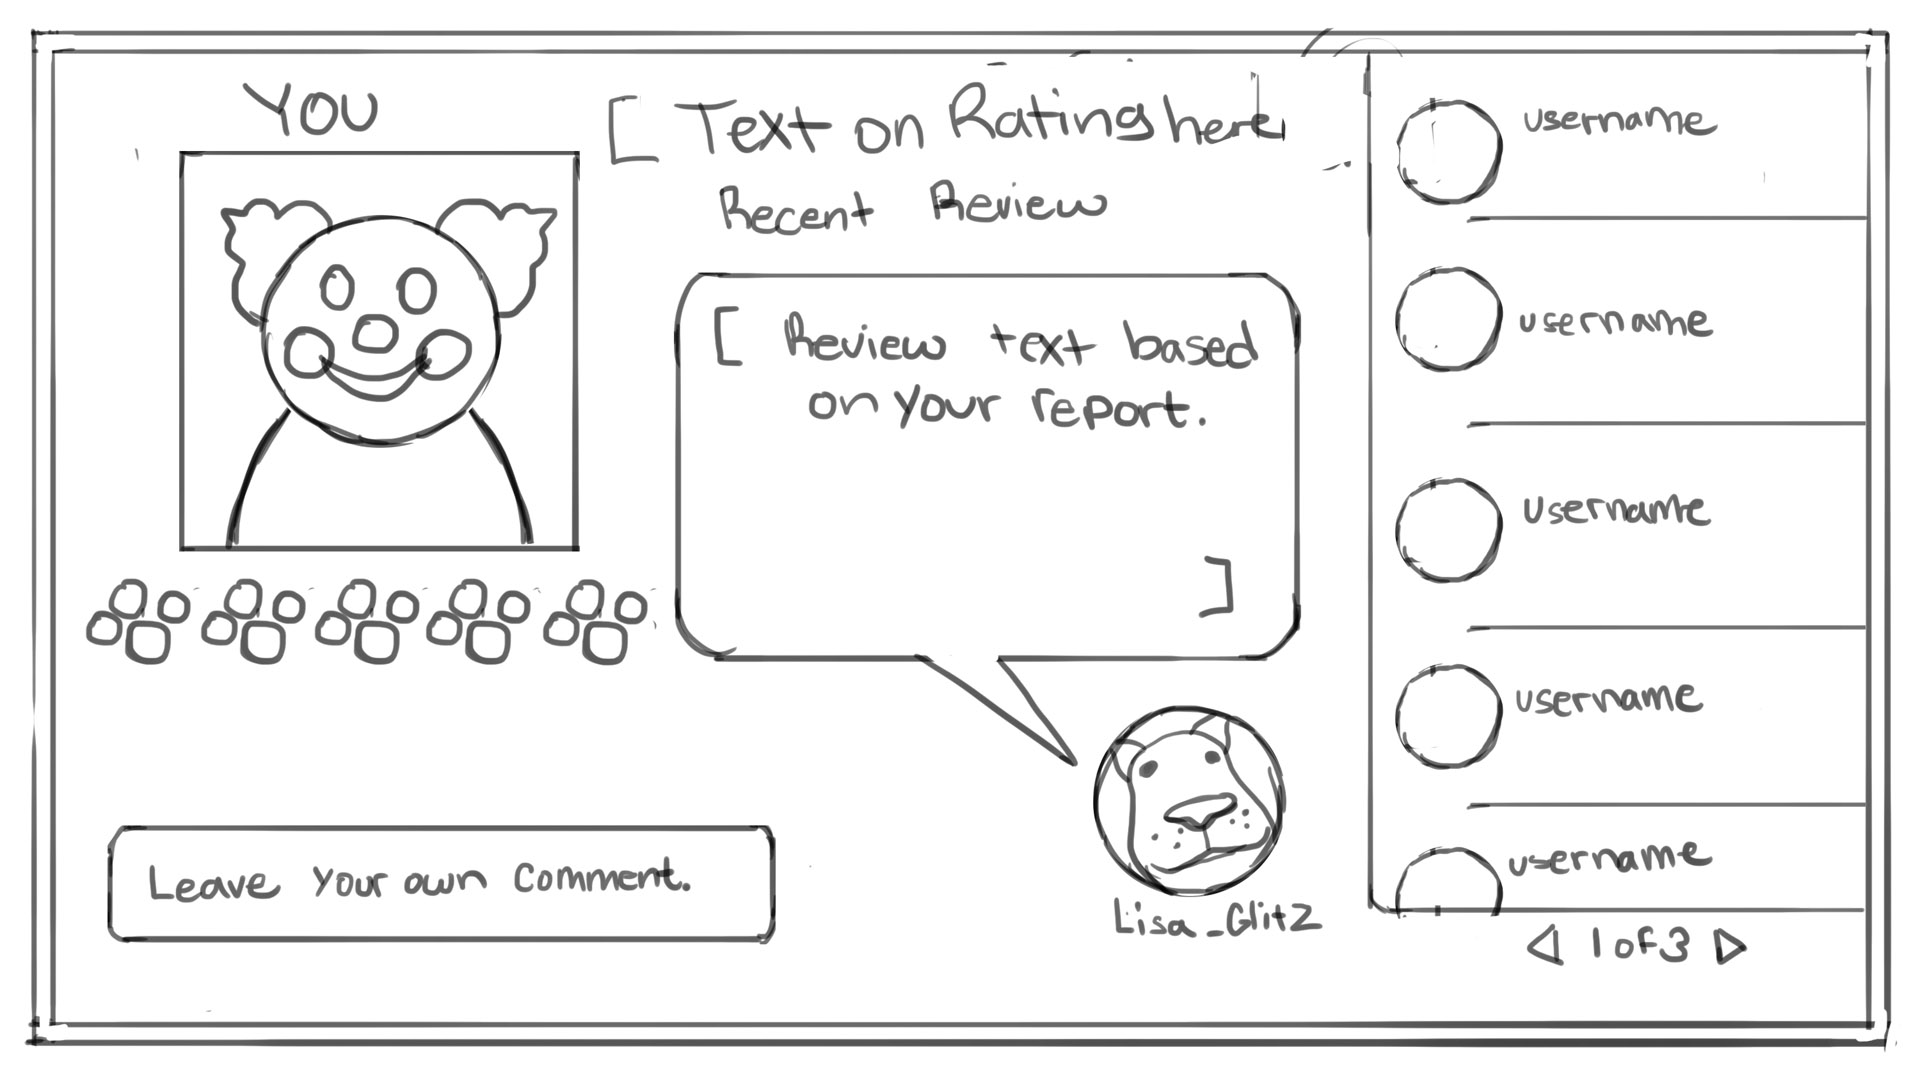 YOU
[ Text on Rating here
Recent Review
[ Review text based
on your report.
]
Lisa_Glitz
Leave your own comment.
username
username
username
username
username
1 of 3